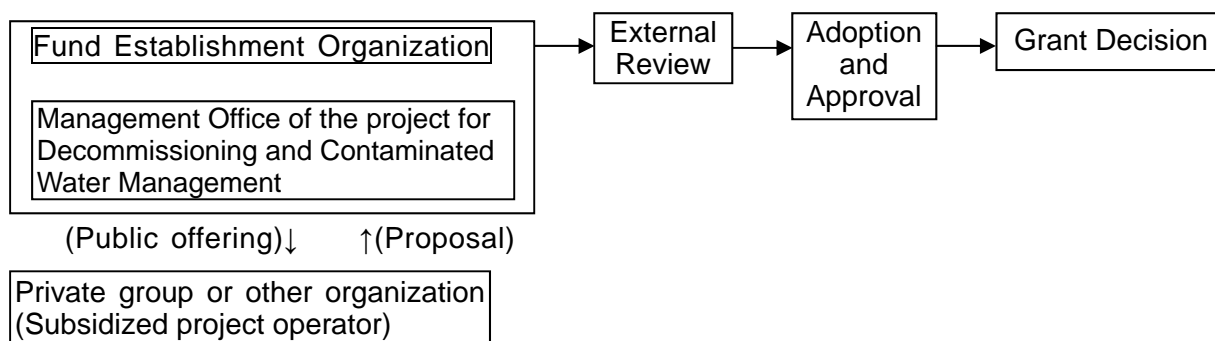 Fund Establishment Organization
Management Office of the project for
Decommissioning and Contaminated
Water Management
External
Review
Adoption
and
Approval
Grant Decision
(Public offering)↓ ↑(Proposal)
Private group or other organization
(Subsidized project operator)